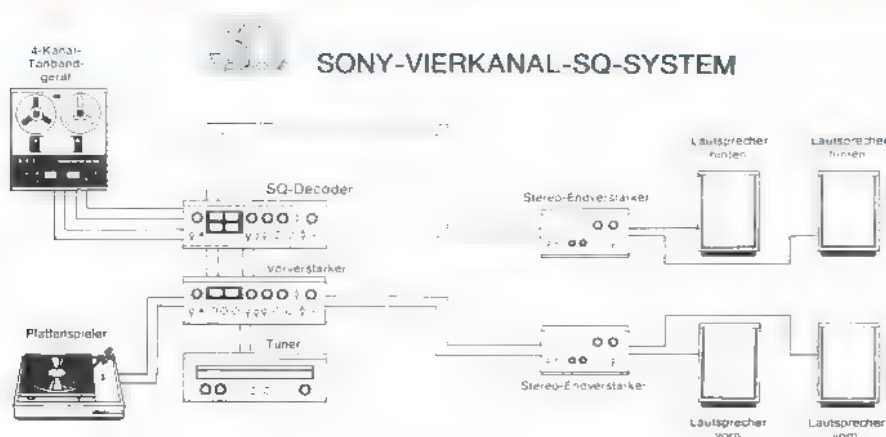 SONY-VIERKANAL-SQ-SYSTEM
4-Kanal-
Tonband-
gerät
SQ-Decoder
Vorverstärker
Tuner
Plattenspieler
Stereo-Endverstärker
Stereo-Endverstärker
Lautsprecher
hinten
Lautsprecher
hinten
Lautsprecher
vorn
Lautsprecher
vorn